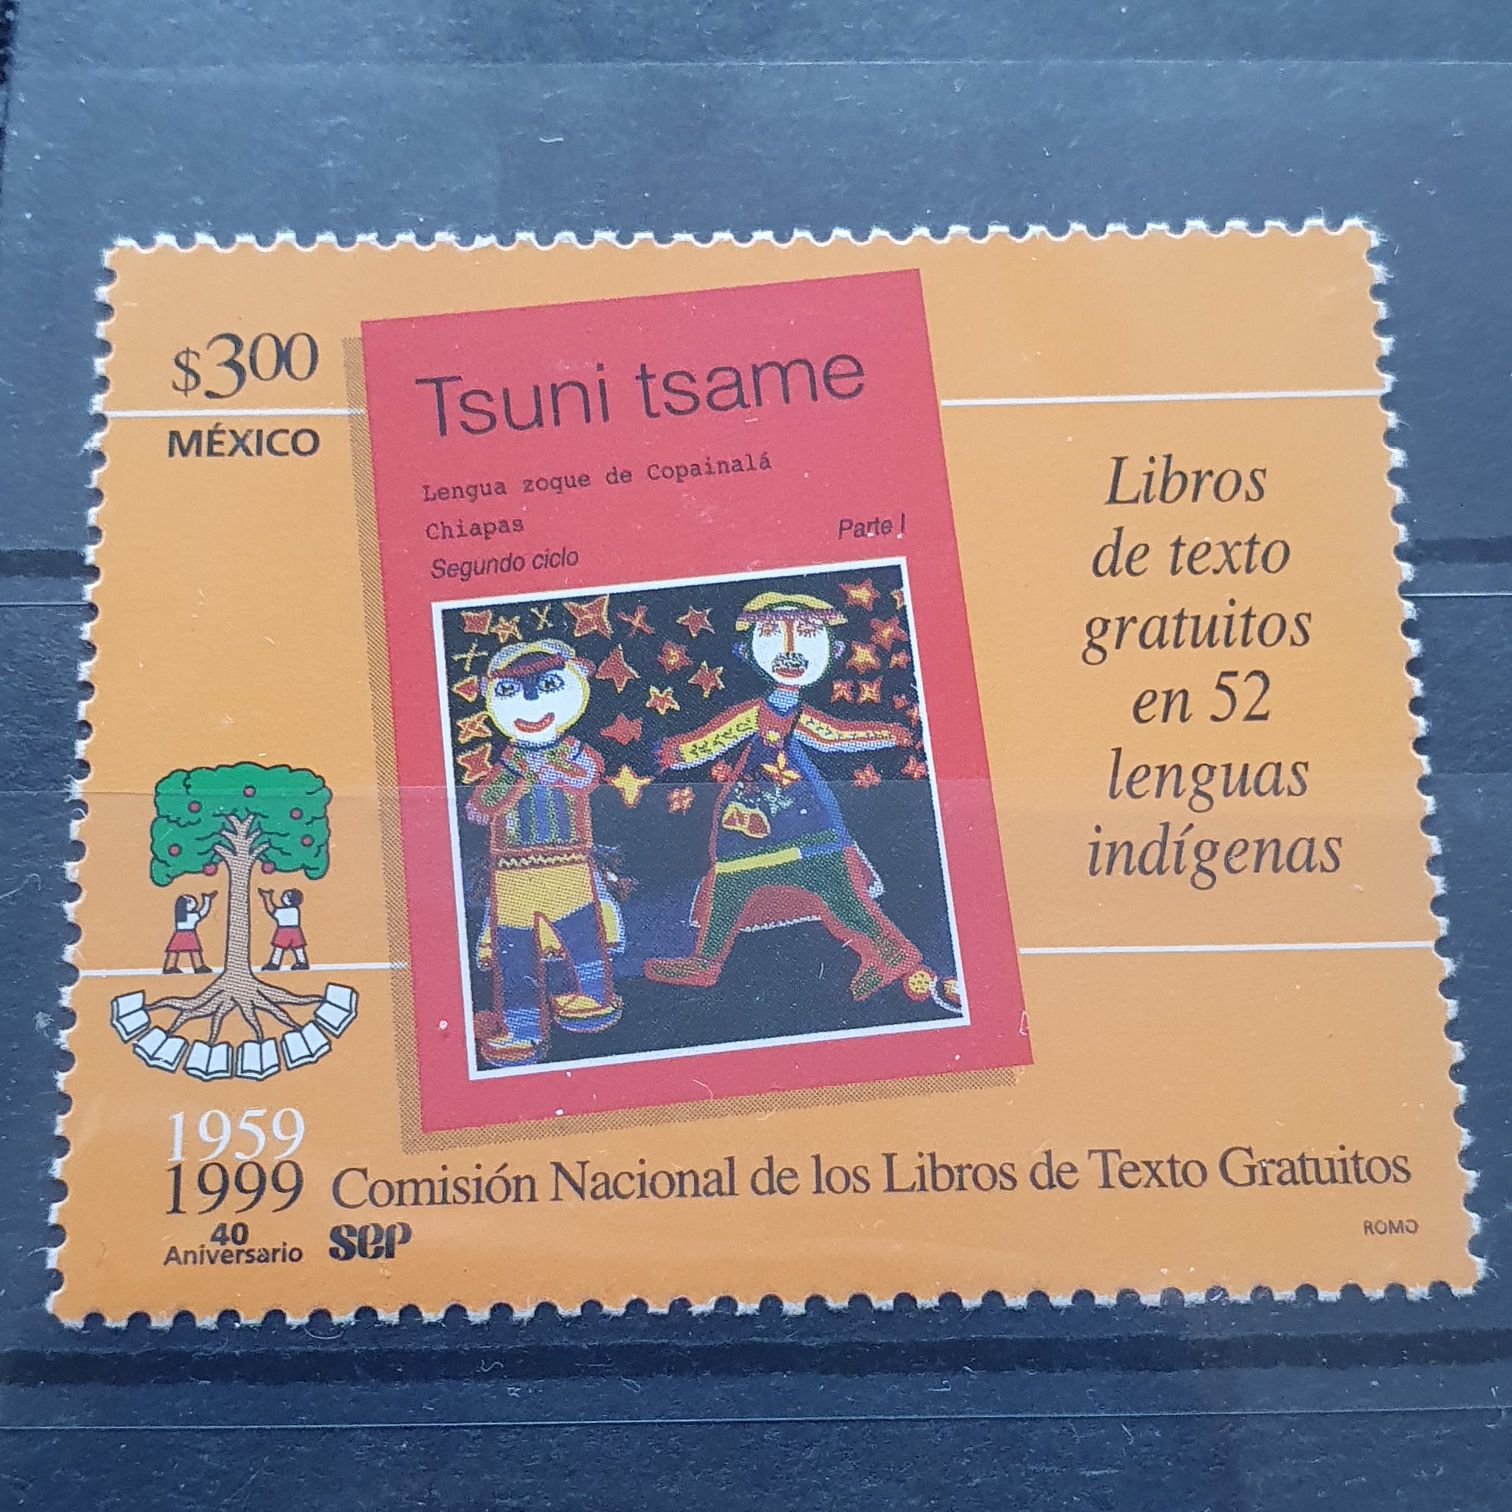 $3.00
MÉXICO
Tsuni tsame
Lengua zoque de Copainalá
Chiapas
Segundo ciclo
Parte I
Libros
de texto
gratuitos
en 52
lenguas
indígenas
1959
1999
40
Aniversario
Comisión Nacional de los Libros de Texto Gratuitos
sep
ROMO